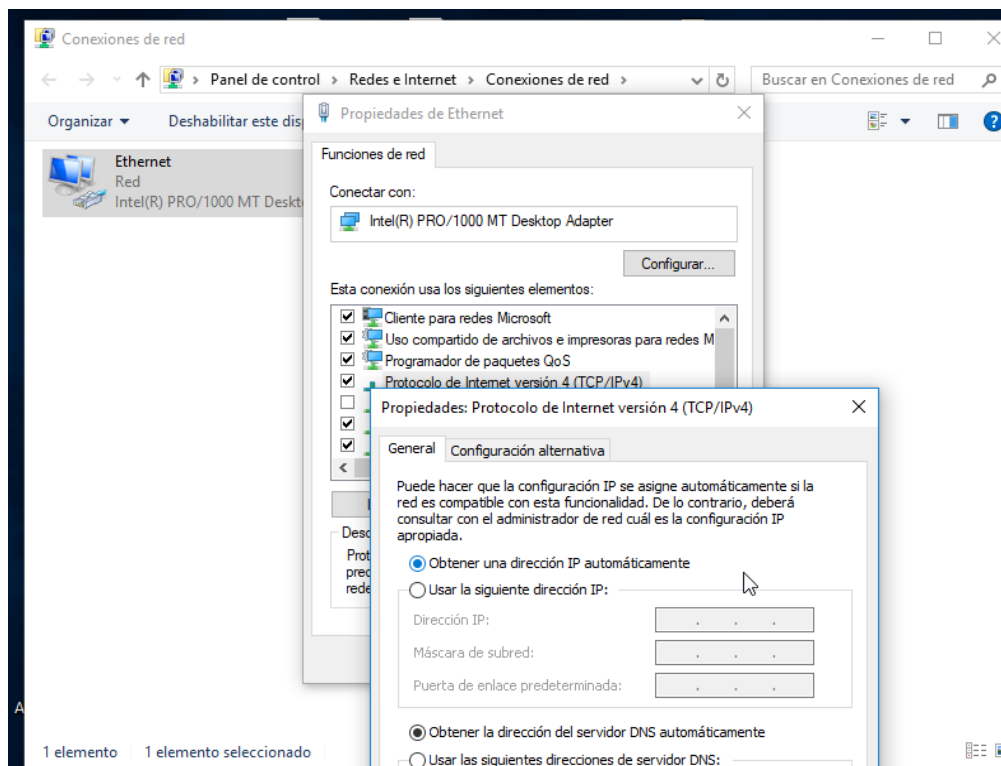 Conexiones de red
Panel de control > Redes e Internet > Conexiones de red >
Buscar en Conexiones de red
Organizar
Deshabilitar este dis
Ethernet
Red
Intel(R) PRO/1000 MT Deskt
Propiedades de Ethernet
Funciones de red
Conectar con:
Intel(R) PRO/1000 MT Desktop Adapter
Configurar...
Esta conexión usa los siguientes elementos:
Cliente para redes Microsoft
Uso compartido de archivos e impresoras para redes M
Programador de paquetes QoS
Protocolo de Internet versión 4 (TCP/IPv4)
Desc
Prot
prec
rede
Propiedades: Protocolo de Internet versión 4 (TCP/IPv4)
General
Configuración alternativa
Puede hacer que la configuración IP se asigne automáticamente si la
red es compatible con esta funcionalidad. De lo contrario, deberá
consultar con el administrador de red cuál es la configuración IP
apropiada.
Obtener una dirección IP automáticamente
Usar la siguiente dirección IP:
Dirección IP:
Máscara de subred:
Puerta de enlace predeterminada:
Obtener la dirección del servidor DNS automáticamente
Usar las siguientes direcciones de servidor DNS:
A
1 elemento
1 elemento seleccionado